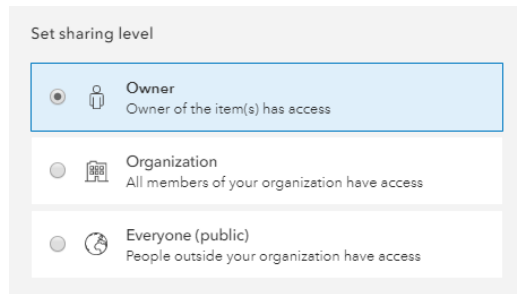 Set sharing level
Owner
Owner of the item(s) has access
Organization
All members of your organization have access
Everyone (public)
People outside your organization have access